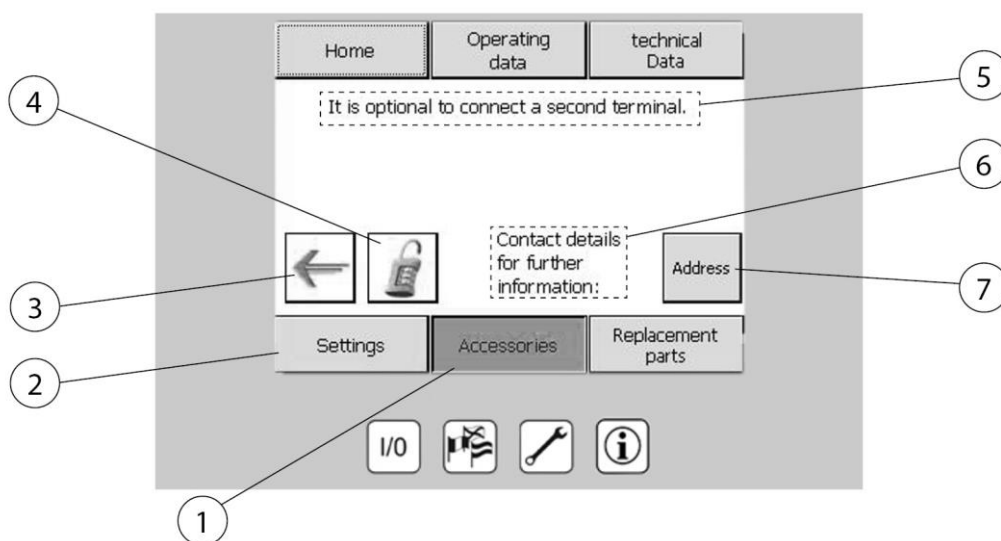 Home
Operating
data
technical
Data
4
5
It is optional to connect a second terminal.
6
Contact details
for further
information:
Address
3
7
Settings
Accessories
Replacement
parts
2
I/0
i
1